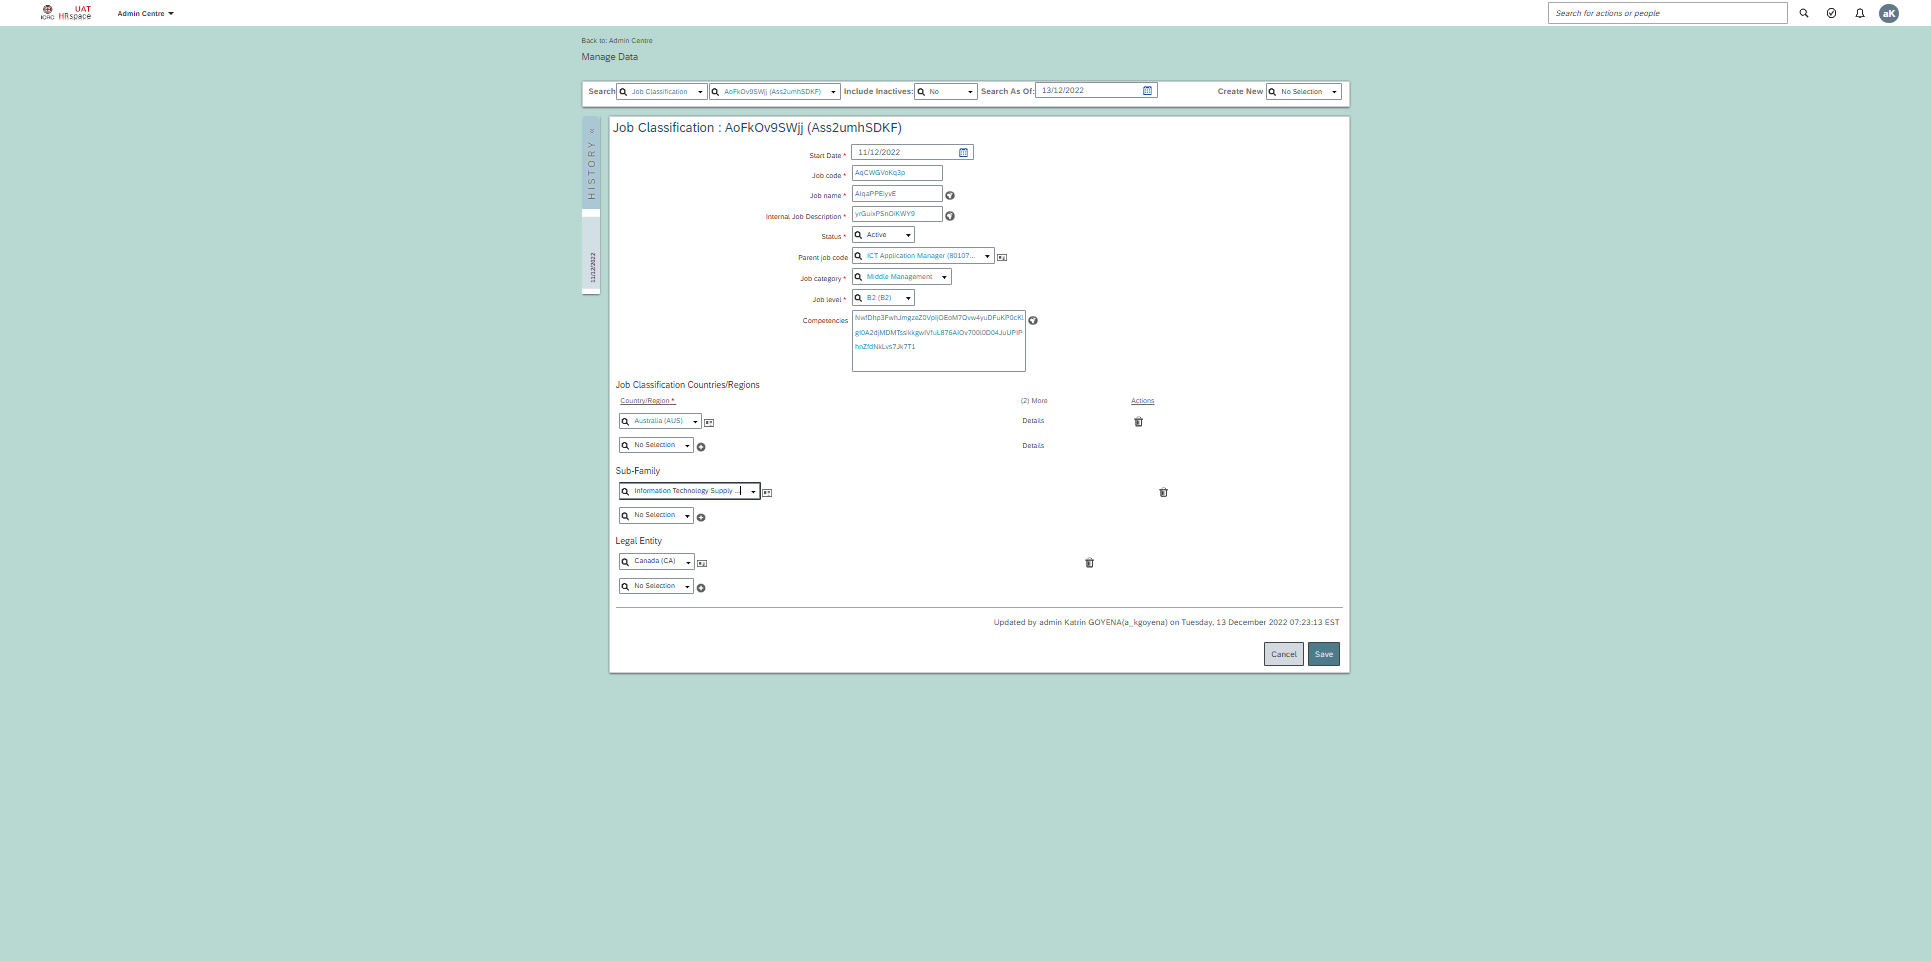 ICRC
UAT
HRspace
Admin Centre
Search for actions or people
aK
Back to: Admin Centre
Manage Data
Search
Job Classification
AoFkOv9SWjj (Ass2umhSDKF)
Include Inactives:
No
Search As Of:
13/12/2022
Create New
No Selection
HISTORY
11/12/2022
Job Classification : AoFkOv9SWjj (Ass2umhSDKF)
Start Date *
11/12/2022
Job code *
AqCWGVoKq3p
Job name *
Internal Job Description *
Status *
Active
Parent job code
ICT Application Manager (80107...
Job category *
Middle Management
Job level *
B2 (B2)
Competencies
hnZfdNkLvs7Jk7T1
Job Classification Countries/Regions
Country/Region *
(2) More
Actions
Australia (AUS)
Details
No Selection
Details
Sub-Family
Information Technology Supply ...
No Selection
Legal Entity
Canada (CA)
No Selection
Updated by admin Katrin GOYENA(a_kgoyena) on Tuesday, 13 December 2022 07:23:13 EST
Cancel
Save